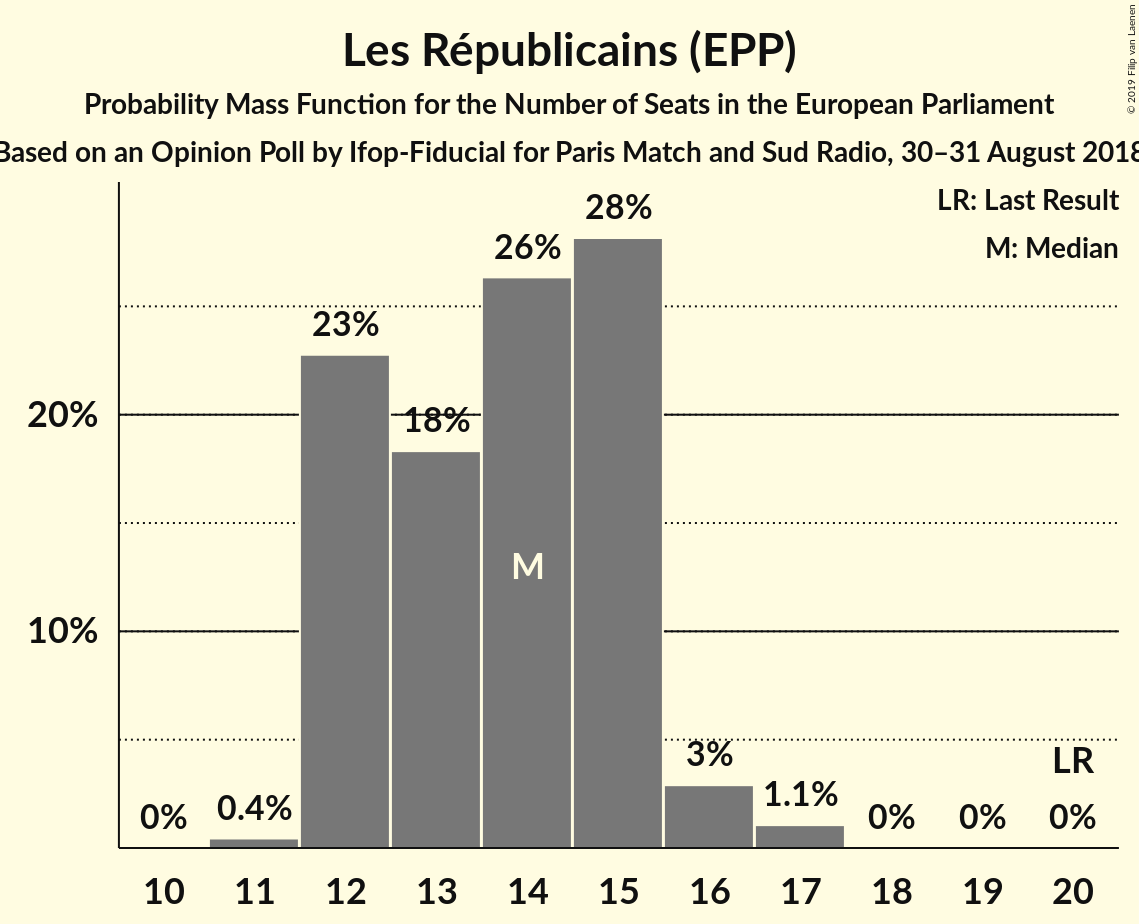 Les Républicains (EPP)
Probability Mass Function for the Number of Seats in the European Parliament
Based on an Opinion Poll by Ifop-Fiducial for Paris Match and Sud Radio, 30–31 August 2018
© 2019 Filip van Laenen
LR: Last Result
M: Median
28%
26%
23%
20%
18%
M
10%
3%
LR
1.1%
0.4%
0% 0% 0% 0%
10 11 12 13 14 15 16 17 18 19 20